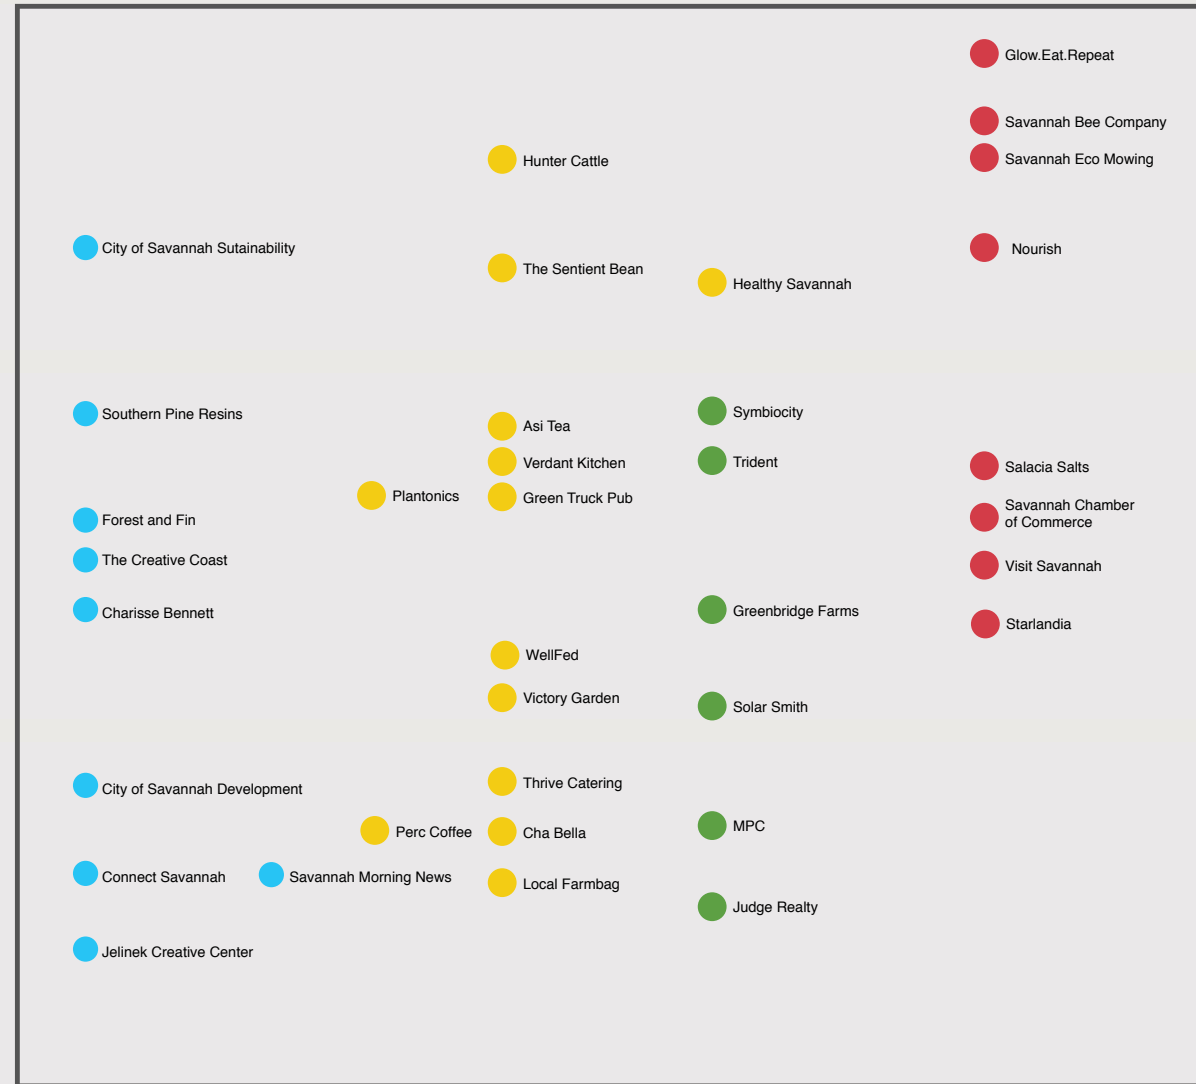 Glow.Eat.Repeat
Savannah Bee Company
Hunter Cattle
Savannah Eco Mowing
City of Savannah Sutainability
Nourish
The Sentient Bean
Healthy Savannah
Southern Pine Resins
Symbiocity
Asi Tea
Verdant Kitchen
Trident
Salacia Salts
Plantonics
Green Truck Pub
Savannah Chamber
of Commerce
Forest and Fin
The Creative Coast
Visit Savannah
Charisse Bennett
Greenbridge Farms
Starlandia
WellFed
Victory Garden
Solar Smith
City of Savannah Development
Thrive Catering
Perc Coffee
Cha Bella
MPC
Connect Savannah
Savannah Morning News
Local Farmbag
Judge Realty
Jelinek Creative Center